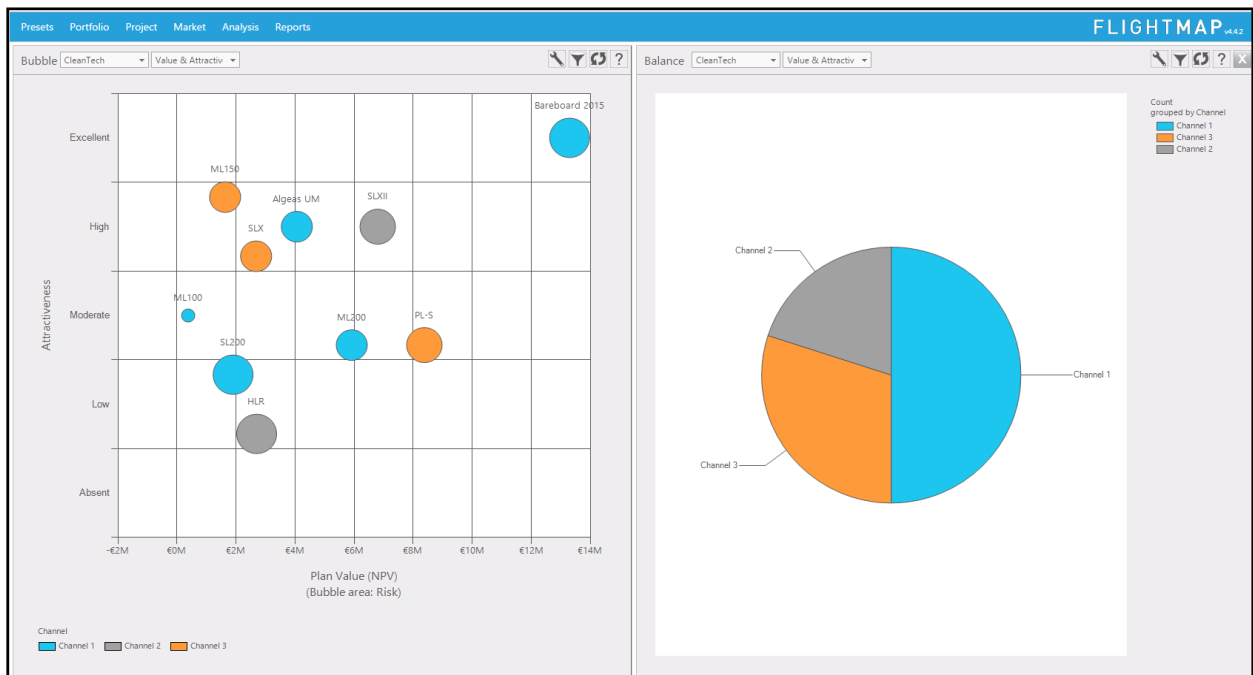 Presets Portfolio Project Market Analysis Reports
FLIGHTMAP v4.4.2
Bubble CleanTech Value & Attractiv
?
Bareboard 2015
Excellent
ML150
Algeas UM
SLXII
High
SLX
ML100
Moderate
ML200
PL-S
SL200
Low
HLR
Absent
Attractiveness
-€2M €0M €2M €4M €6M €8M €10M €12M €14M
Plan Value (NPV)
(Bubble area: Risk)
Channel
Channel 1 Channel 2 Channel 3
Balance CleanTech Value & Attractiv
? X
Count
grouped by Channel
Channel 1
Channel 3
Channel 2
Channel 2
Channel 1
Channel 3